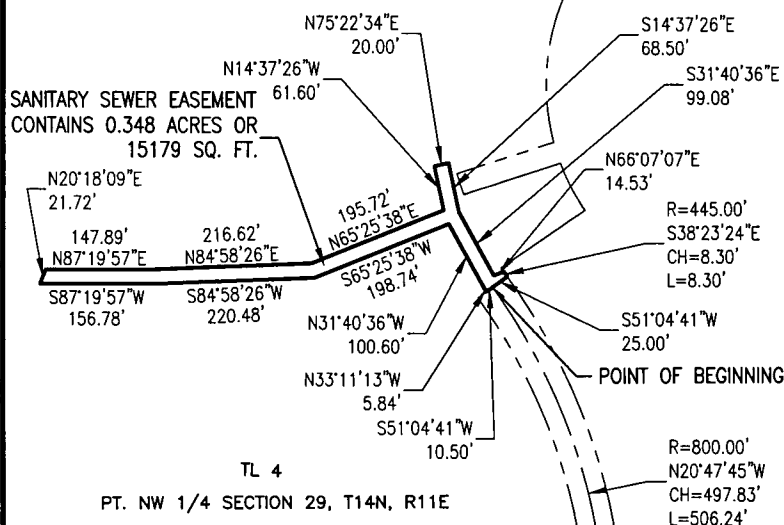 N75°22'34"E
20.00'
S14°37'26"E
68.50'
N14°37'26"W
61.60'
S31°40'36"E
99.08'
SANITARY SEWER EASEMENT
CONTAINS 0.348 ACRES OR
15179 SQ. FT.
N66°07'07"E
14.53'
N20°18'09"E
21.72'
195.72'
N65°25'38"E
R=445.00'
S38°23'24"E
CH=8.30'
L=8.30'
147.89'
N87°19'57"E
216.62'
N84°58'26"E
S65°25'38"W
198.74'
S87°19'57"W
156.78'
S84°58'26"W
220.48'
N31°40'36"W
100.60'
S51°04'41"W
25.00'
N33°11'13"W
5.84'
POINT OF BEGINNING
S51°04'41"W
10.50'
TL 4
PT. NW 1/4 SECTION 29, T14N, R11E
R=800.00'
N20°47'45"W
CH=497.83'
L=506.24'